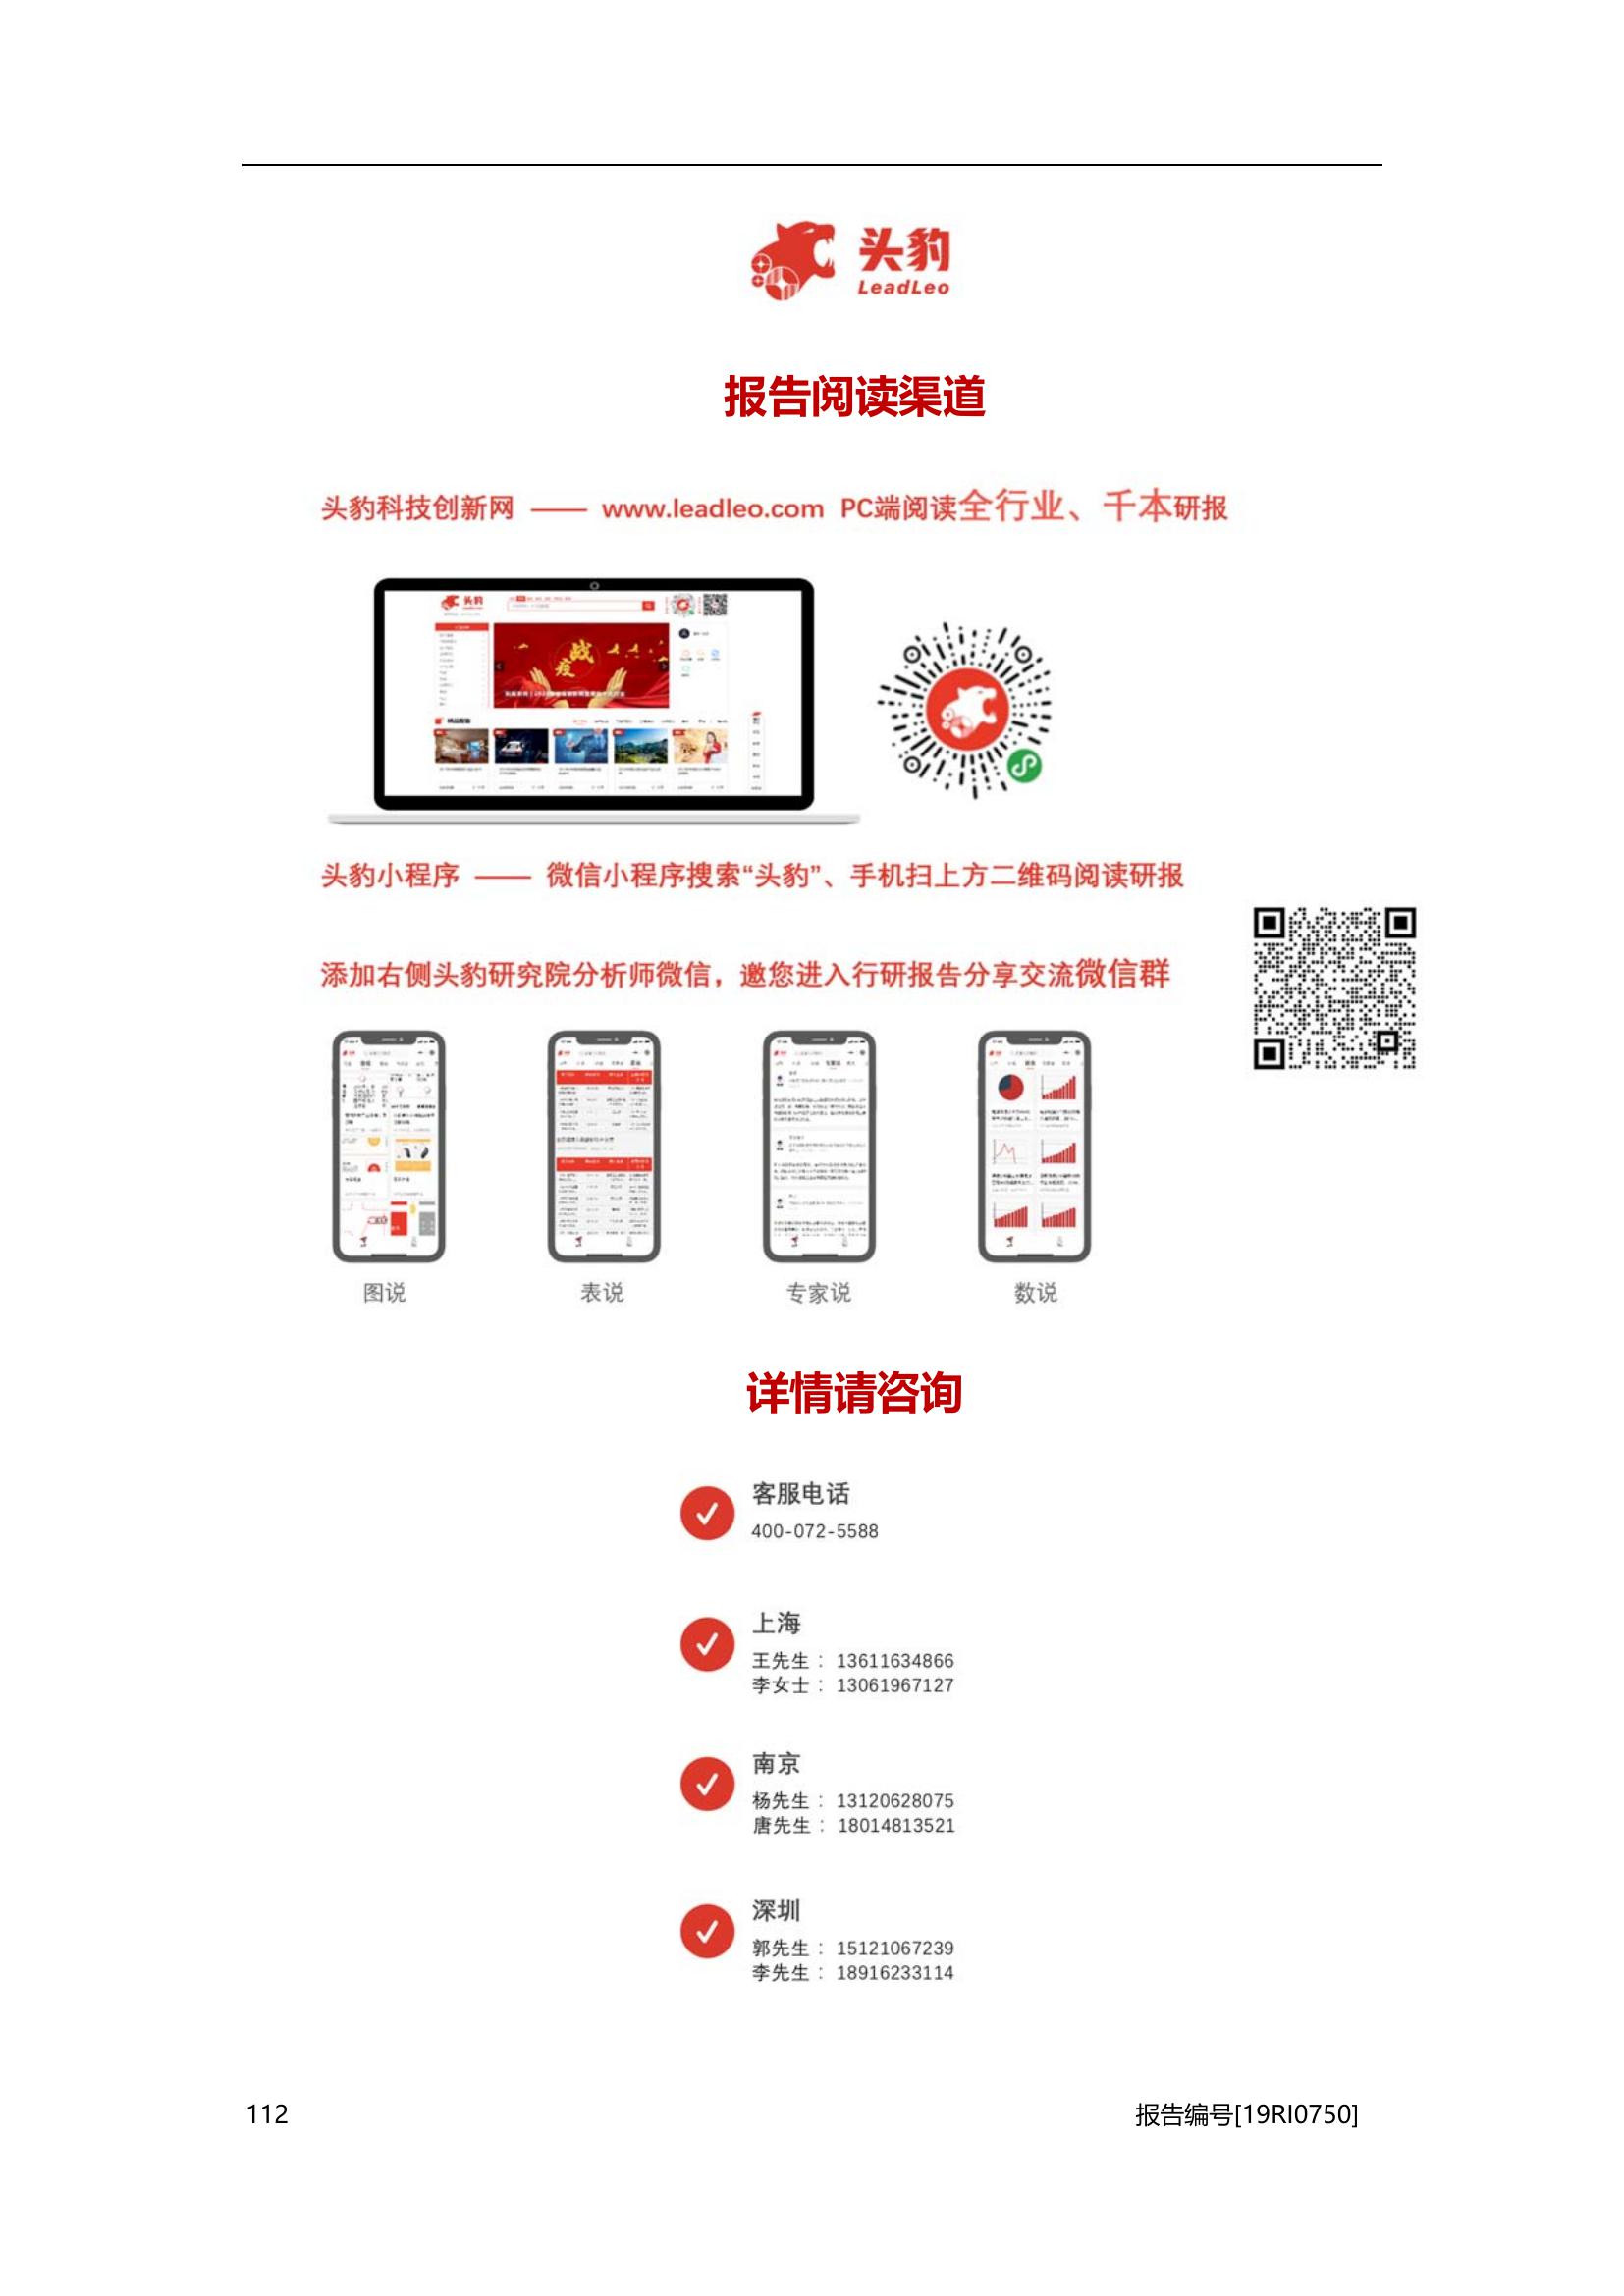 头豹
LeadLeo
报告阅读渠道
头豹科技创新网 —— www.leadleo.com PC端阅读全行业、千本研报
头豹
战
疫
头豹小程序 —— 微信小程序搜索“头豹”、手机扫上方二维码阅读研报
添加右侧头豹研究院分析师微信，邀您进入行研报告分享交流微信群
图说
表说
专家说
数说
详情请咨询
客服电话
400-072-5588
上海
王先生： 13611634866
李女士： 13061967127
南京
杨先生： 13120628075
唐先生： 18014813521
深圳
郭先生： 15121067239
李先生： 18916233114
112
报告编号[19RI0750]